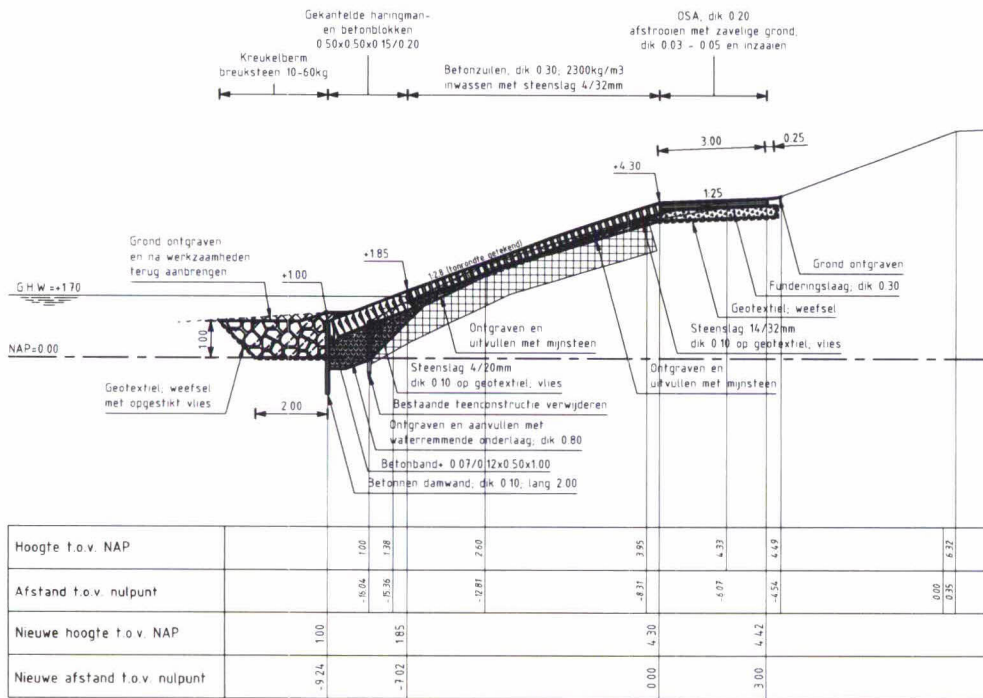 Gekantelde haringman-
en betonblokken
0.50x0.50x0.15/0.20
OSA, dik 0.20
afstrooien met zavelige grond,
dik 0.03 - 0.05 en inzaaien
Kreukelberm
breuksteen 10-60kg
Betonzuilen, dik 0.30; 2300kg/m3
inwassen met steenslag 4/32mm
3.00
0.25
+4.30
1:25
Grond ontgraven
en na werkzaamheden
terug aanbrengen
+1.85
1:2.8 (tonrondte getekend)
+1.00
G.H.W.=+1.70
Grond ontgraven
Funderingslaag; dik 0.30
Geotextiel; weefsel
1.00
Ontgraven en
uitvullen met mijnsteen
Steenslag 14/32mm
dik 0.10 op geotextiel; vlies
NAP=0.00
Steenslag 4/20mm
dik 0.10 op geotextiel; vlies
Ontgraven en
uitvullen met mijnsteen
Geotextiel; weefsel
met opgestikt vlies
2.00
Bestaande teenconstructie verwijderen
Ontgraven en aanvullen met
waterremmende onderlaag; dik 0.80
Betonband+ 0.07/0.12x0.50x1.00
Betonnen damwand; dik 0.10; lang 2.00
Hoogte t.o.v. NAP 1.00 1.38 2.60 3.95 4.33 4.49 6.32
Afstand t.o.v. nulpunt -16.04 -15.36 -12.81 -8.31 -6.07 -4.54 0.00 0.35
Nieuwe hoogte t.o.v. NAP 1.00 1.85 4.30 4.42
Nieuwe afstand t.o.v. nulpunt -9.24 -7.02 0.00 3.00